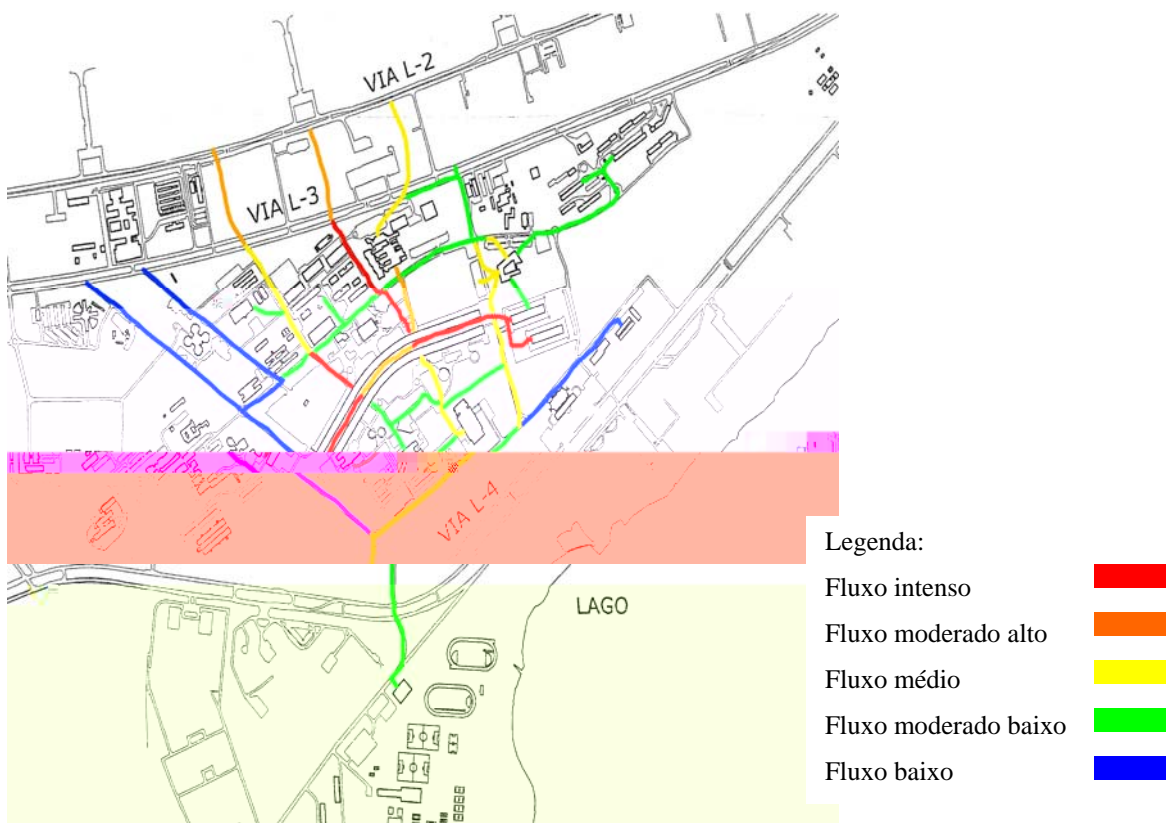 VIA L-2
VIA L-3
VIA L-4
LAGO
Legenda:
Fluxo intenso
Fluxo moderado alto
Fluxo médio
Fluxo moderado baixo
Fluxo baixo